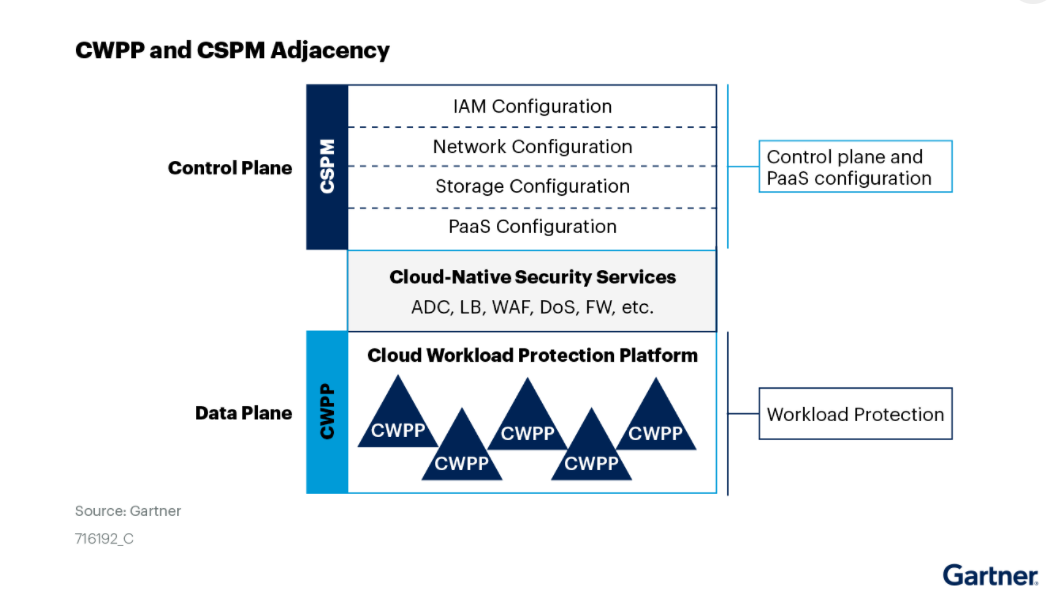 CWPP and CSPM Adjacency
Control Plane
CSPM
IAM Configuration
Network Configuration
Storage Configuration
PaaS Configuration
Control plane and
PaaS configuration
Cloud-Native Security Services
ADC, LB, WAF, DoS, FW, etc.
Data Plane
CWPP
Cloud Workload Protection Platform
CWPP
CWPP
CWPP
CWPP
CWPP
Workload Protection
Source: Gartner
716192_C
Gartner